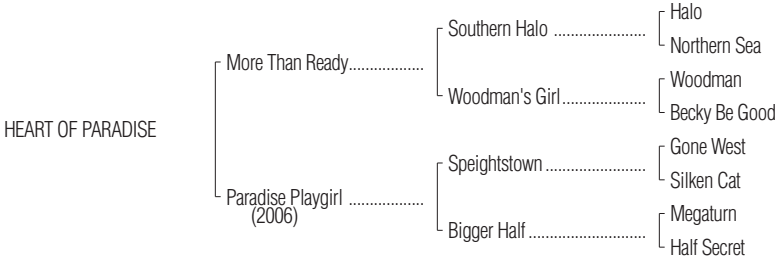 Halo
Southern Halo ......................
Northern Sea
More Than Ready..................
Woodman
Woodman's Girl....................
Becky Be Good
HEART OF PARADISE
Gone West
Speightstown ........................
Silken Cat
Paradise Playgirl ..................
(2006)
Megaturn
Bigger Half............................
Half Secret